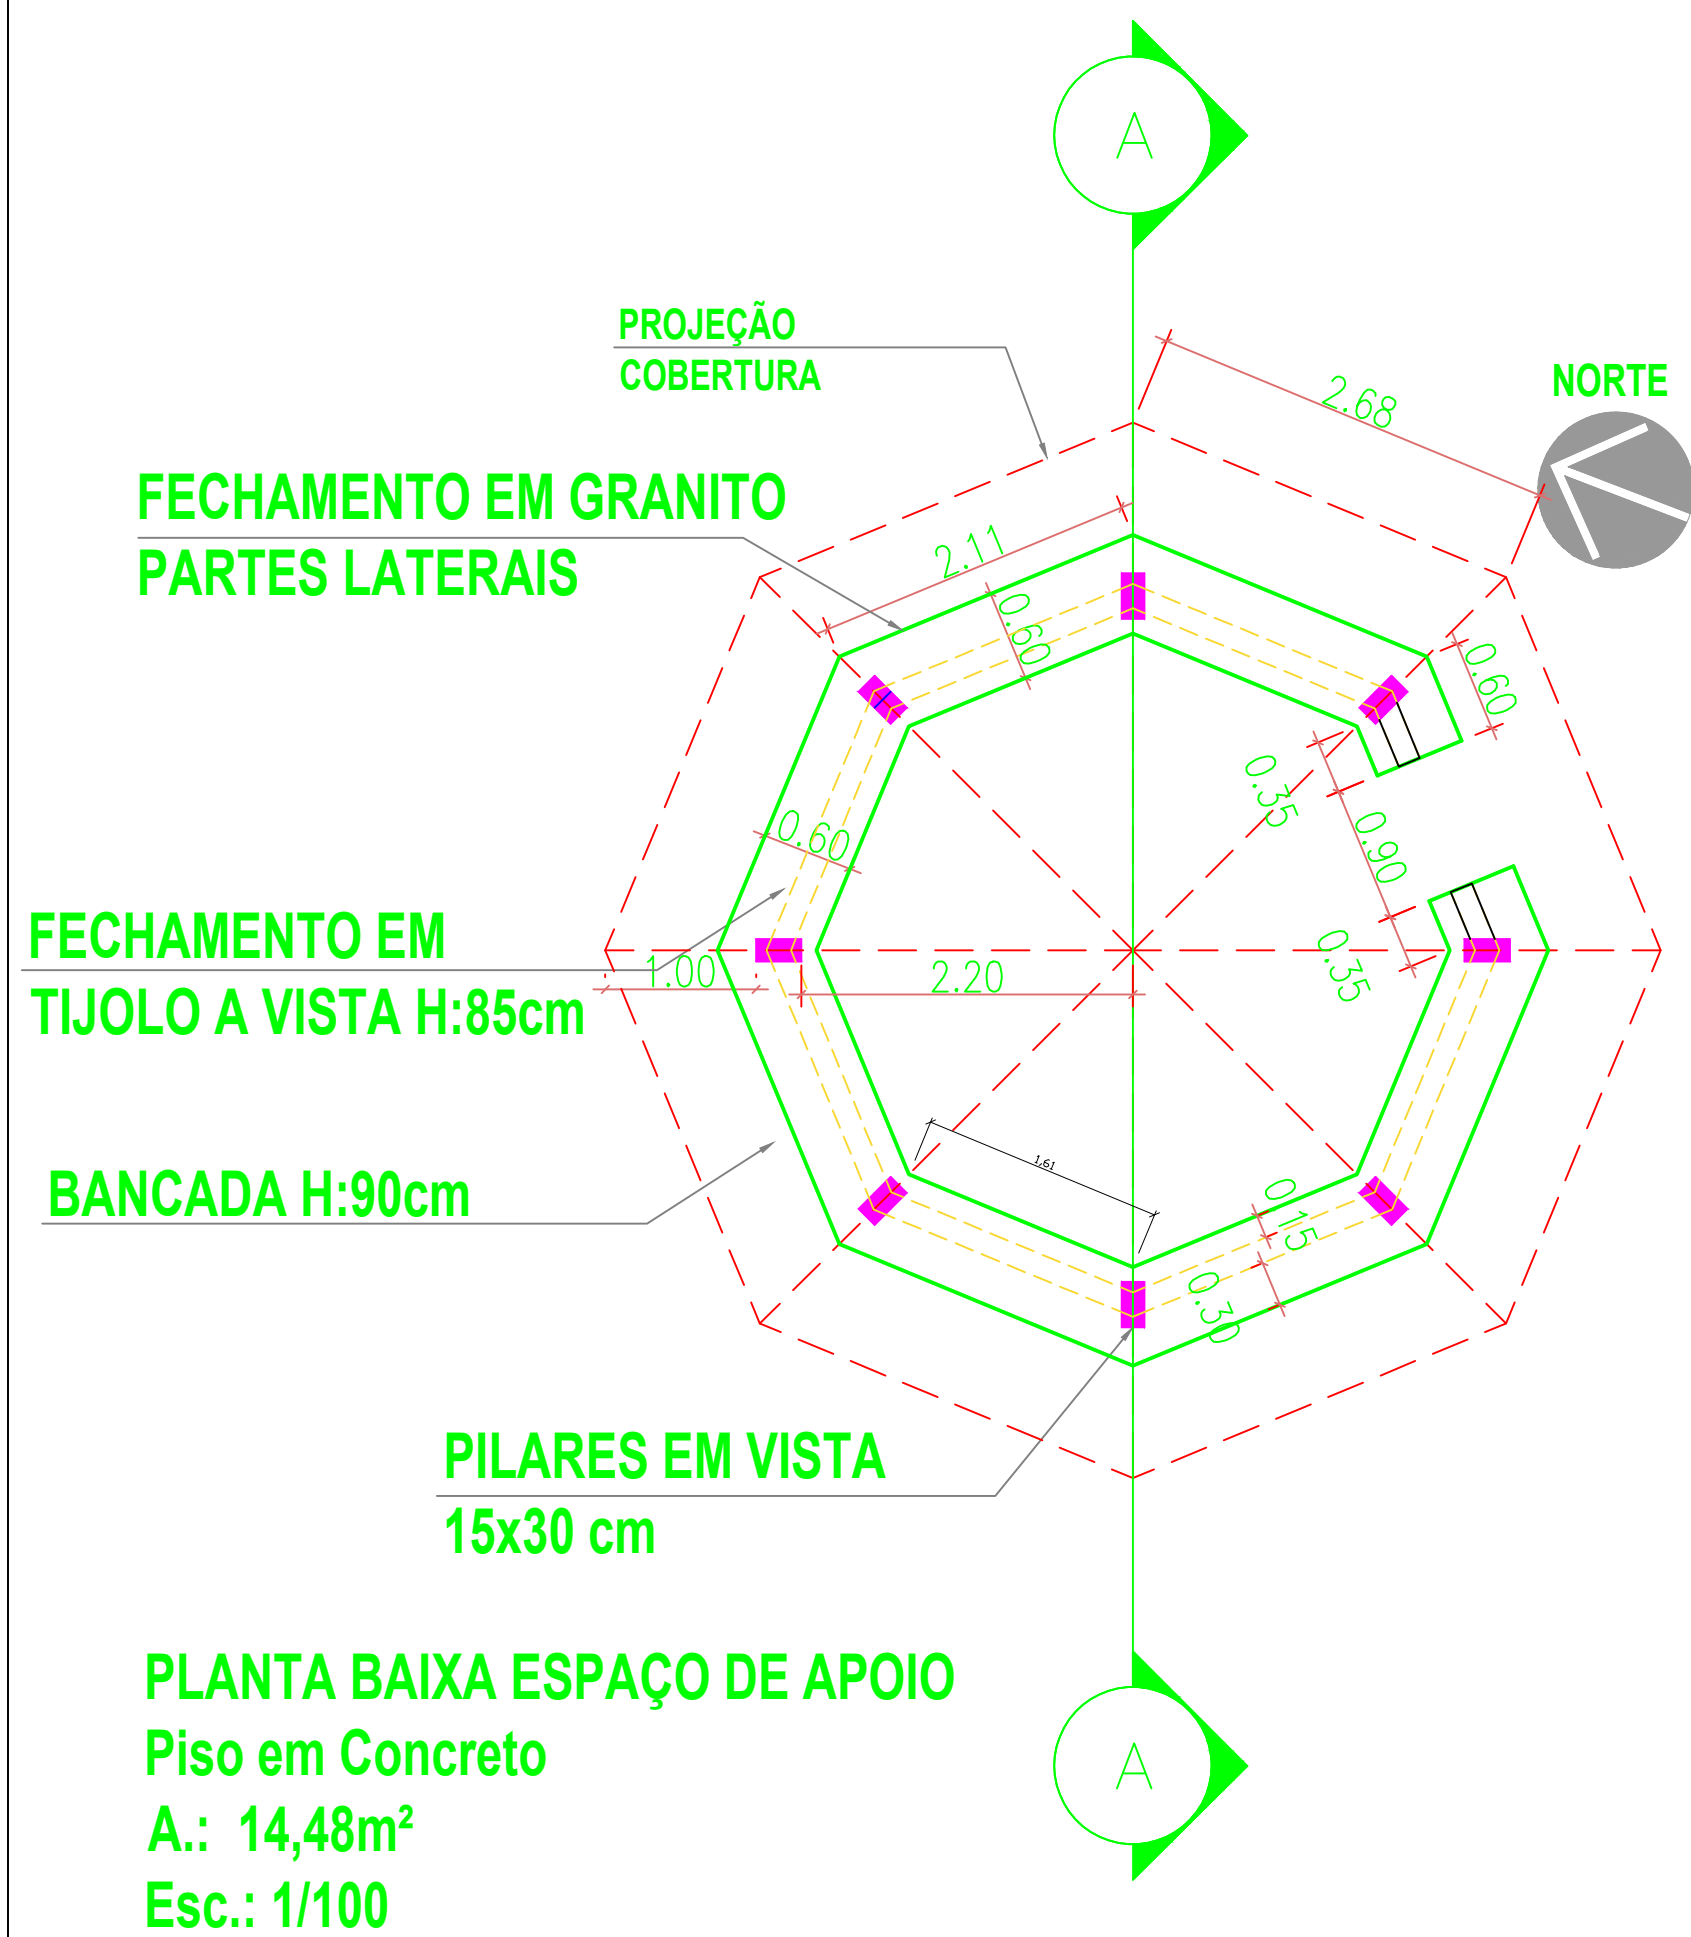 A
PROJEÇÃO
COBERTURA
2.68
NORTE
FECHAMENTO EM GRANITO
PARTES LATERAIS
2.11
0.60
0.60
0.35
0.60
0.90
FECHAMENTO EM
TIJOLO A VISTA H:85cm
1.00
2.20
0.35
1,61
BANCADA H:90cm
0.15
0.30
PILARES EM VISTA
15x30 cm
PLANTA BAIXA ESPAÇO DE APOIO
Piso em Concreto
A.: 14,48m²
Esc.: 1/100
A